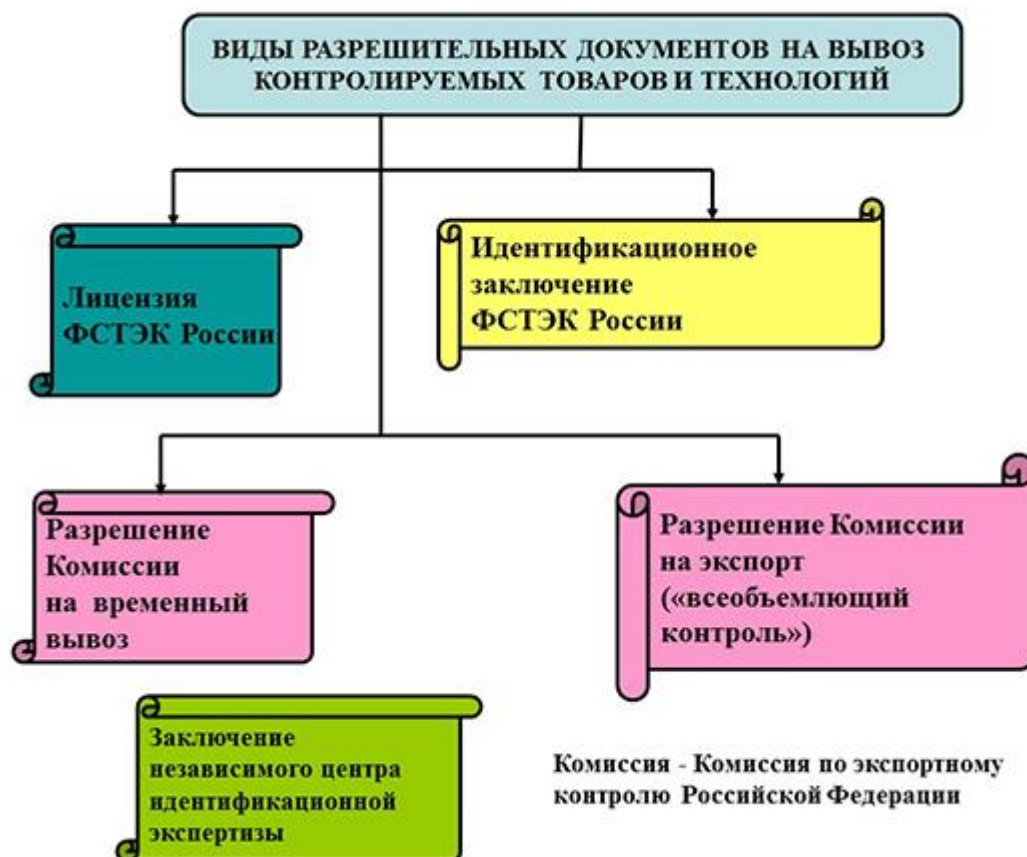 ВИДЫ РАЗРЕШИТЕЛЬНЫХ ДОКУМЕНТОВ НА ВЫВОЗ
КОНТРОЛИРУЕМЫХ ТОВАРОВ И ТЕХНОЛОГИЙ
Лицензия
ФСТЭК России
Идентификационное
заключение
ФСТЭК России
Разрешение
Комиссии
на временный
вывоз
Разрешение Комиссии
на экспорт
(«всеобъемлющий
контроль»)
Заключение
независимого центра
идентификационной
экспертизы
Комиссия - Комиссия по экспортному
контролю Российской Федерации